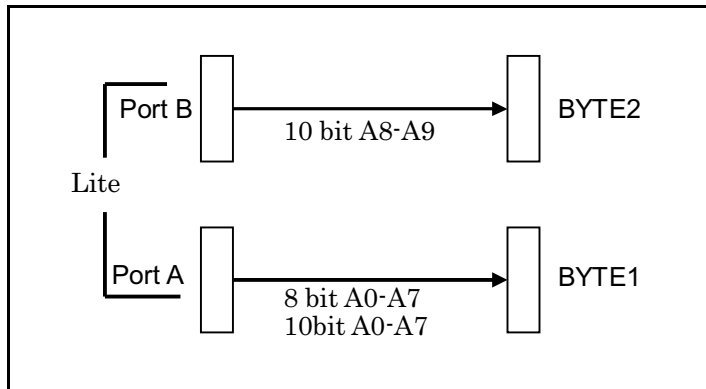 Port B
10 bit A8-A9
BYTE2
Lite
Port A
8 bit A0-A7
10bit A0-A7
BYTE1